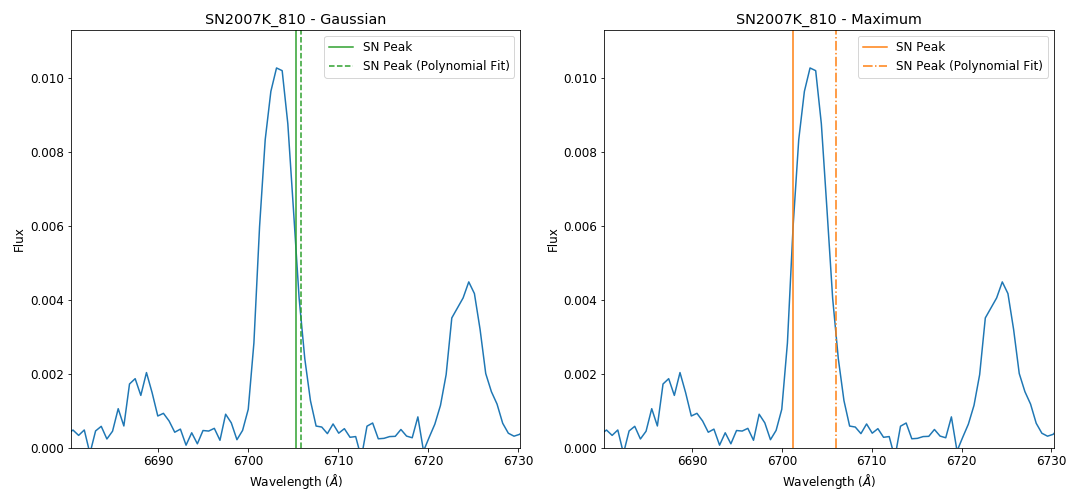 SN2007K_810 - Gaussian
SN Peak
SN Peak (Polynomial Fit)
0.010
0.008
0.006
0.004
0.002
0.000
Flux
6690
6700
6710
6720
6730
Wavelength (Å)
SN2007K_810 - Maximum
SN Peak
SN Peak (Polynomial Fit)
0.010
0.008
0.006
0.004
0.002
0.000
Flux
6690
6700
6710
6720
6730
Wavelength (Å)